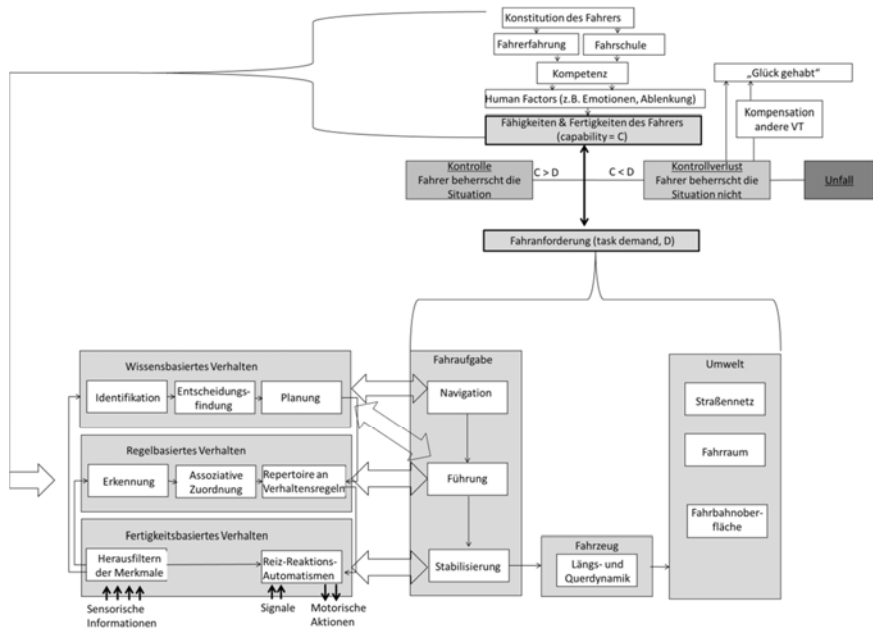 Konstitution des Fahrers
Fahrerfahrung
Fahrschule
Kompetenz
Human Factors (z.B. Emotionen, Ablenkung)
Fähigkeiten & Fertigkeiten des Fahrers
(capability = C)
„Glück gehabt“
Kompensation
andere VT
Kontrolle
Fahrer beherrscht die
Situation
C > D
C < D
Kontrollverlust
Fahrer beherrscht die
Situation nicht
Unfall
Fahranforderung (task demand, D)
Wissensbasiertes Verhalten
Identifikation
Entscheidungs-
findung
Planung
Regelbasiertes Verhalten
Erkennung
Assoziative
Zuordnung
Repertoire an
Verhaltensregeln
Fertigkeitsbasiertes Verhalten
Herausfiltern
der Merkmale
Reiz-Reaktions-
Automatismen
Sensorische
Informationen
Signale
Motorische
Aktionen
Fahraufgabe
Navigation
Führung
Stabilisierung
Fahrzeug
Längs- und
Querdynamik
Umwelt
Straßennetz
Fahrraum
Fahrbahnober-
fläche